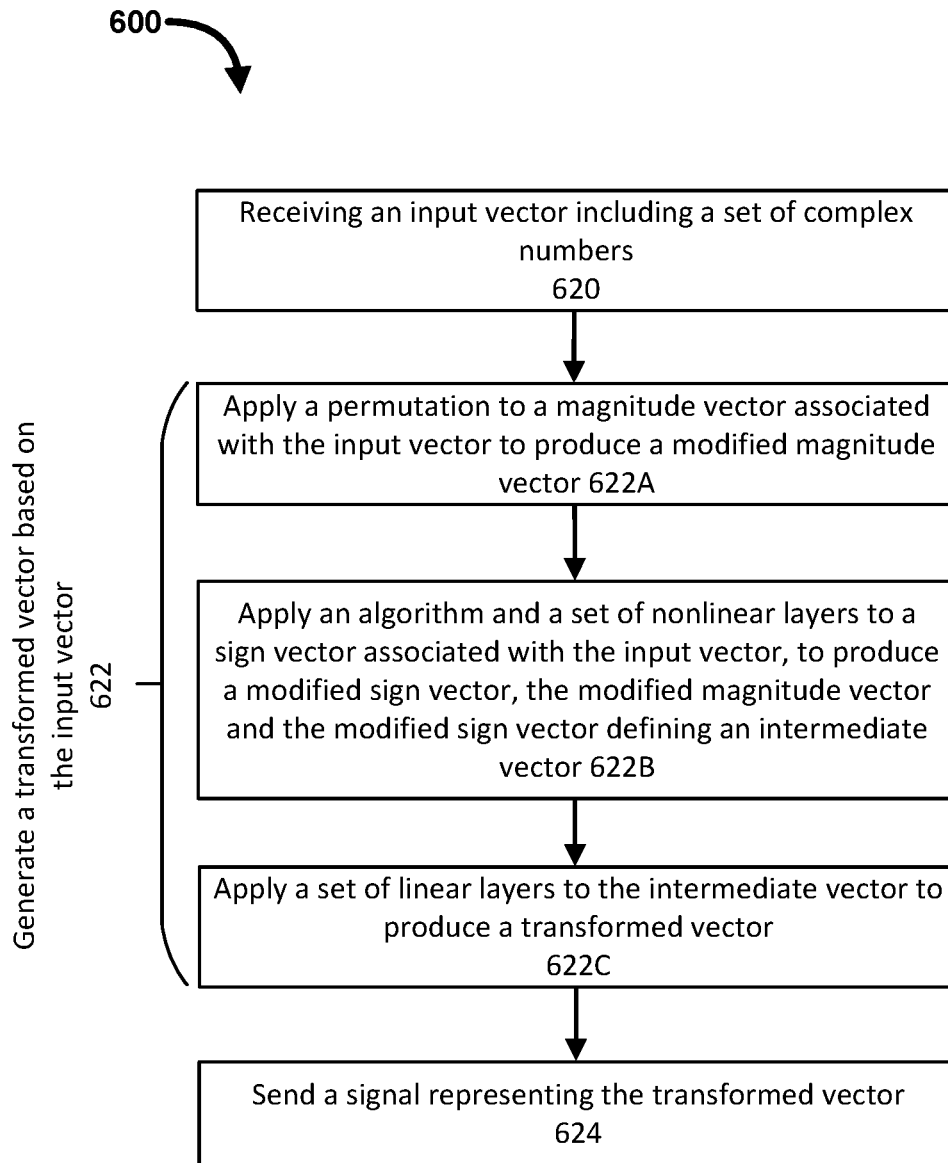 600
Receiving an input vector including a set of complex
numbers
620
Generate a transformed vector based on
the input vector
622
Apply a permutation to a magnitude vector associated
with the input vector to produce a modified magnitude
vector 622A
Apply an algorithm and a set of nonlinear layers to a
sign vector associated with the input vector, to produce
a modified sign vector, the modified magnitude vector
and the modified sign vector defining an intermediate
vector 622B
Apply a set of linear layers to the intermediate vector to
produce a transformed vector
622C
Send a signal representing the transformed vector
624